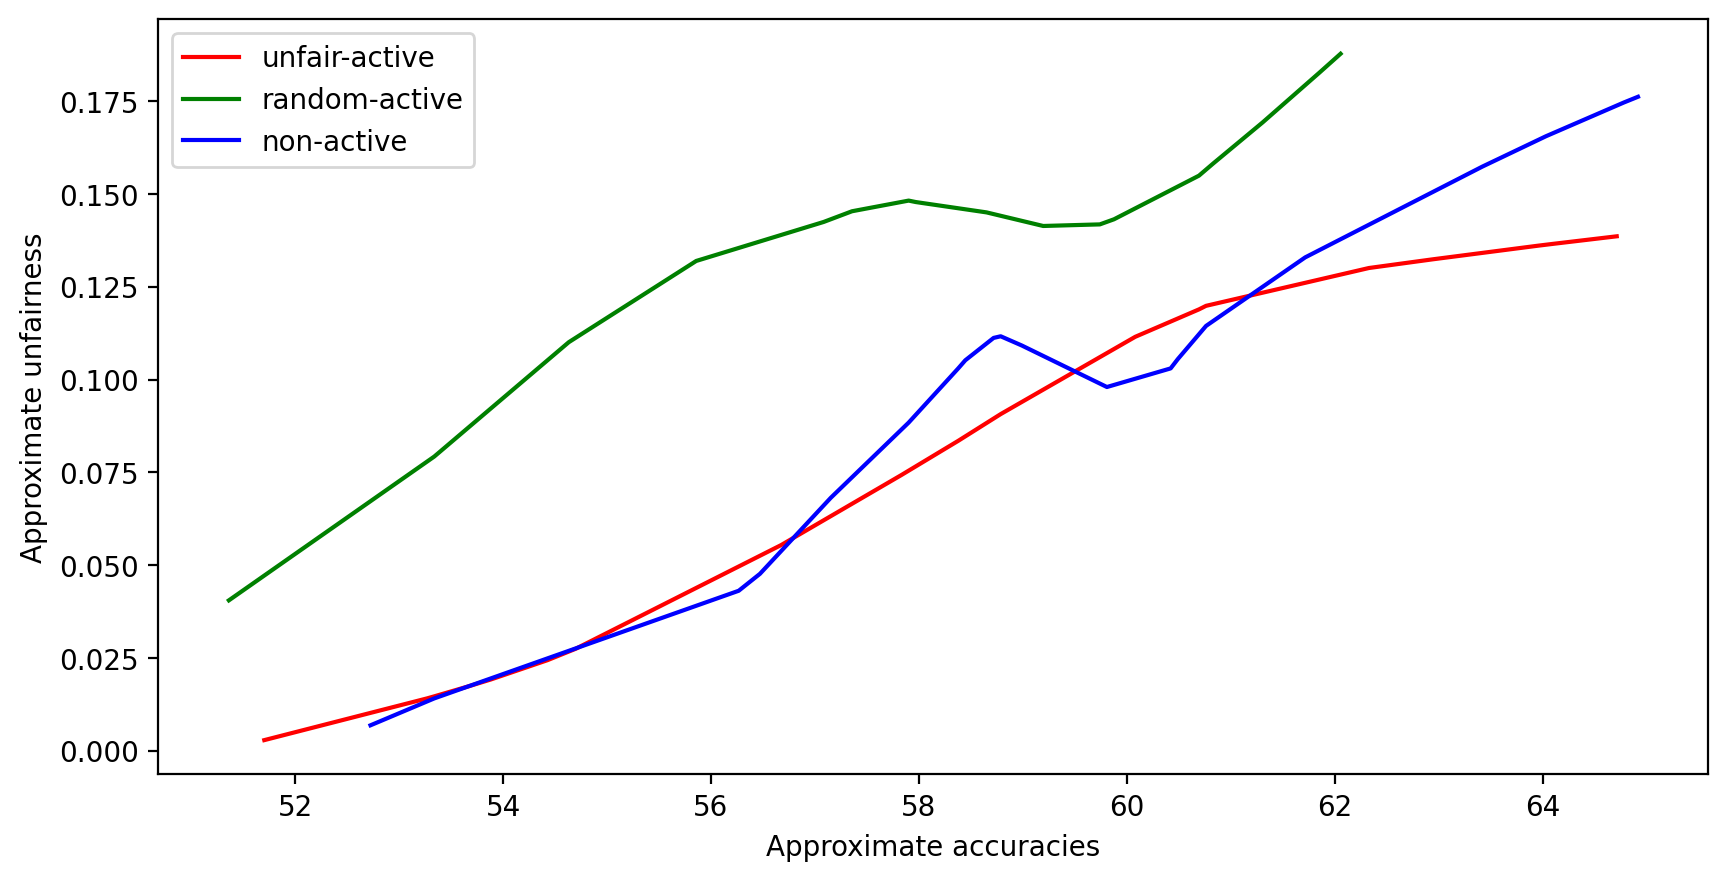 unfair-active
random-active
non-active
0.175
0.150
0.125
0.100
0.075
0.050
0.025
0.000
Approximate unfairness
52 54 56 58 60 62 64
Approximate accuracies